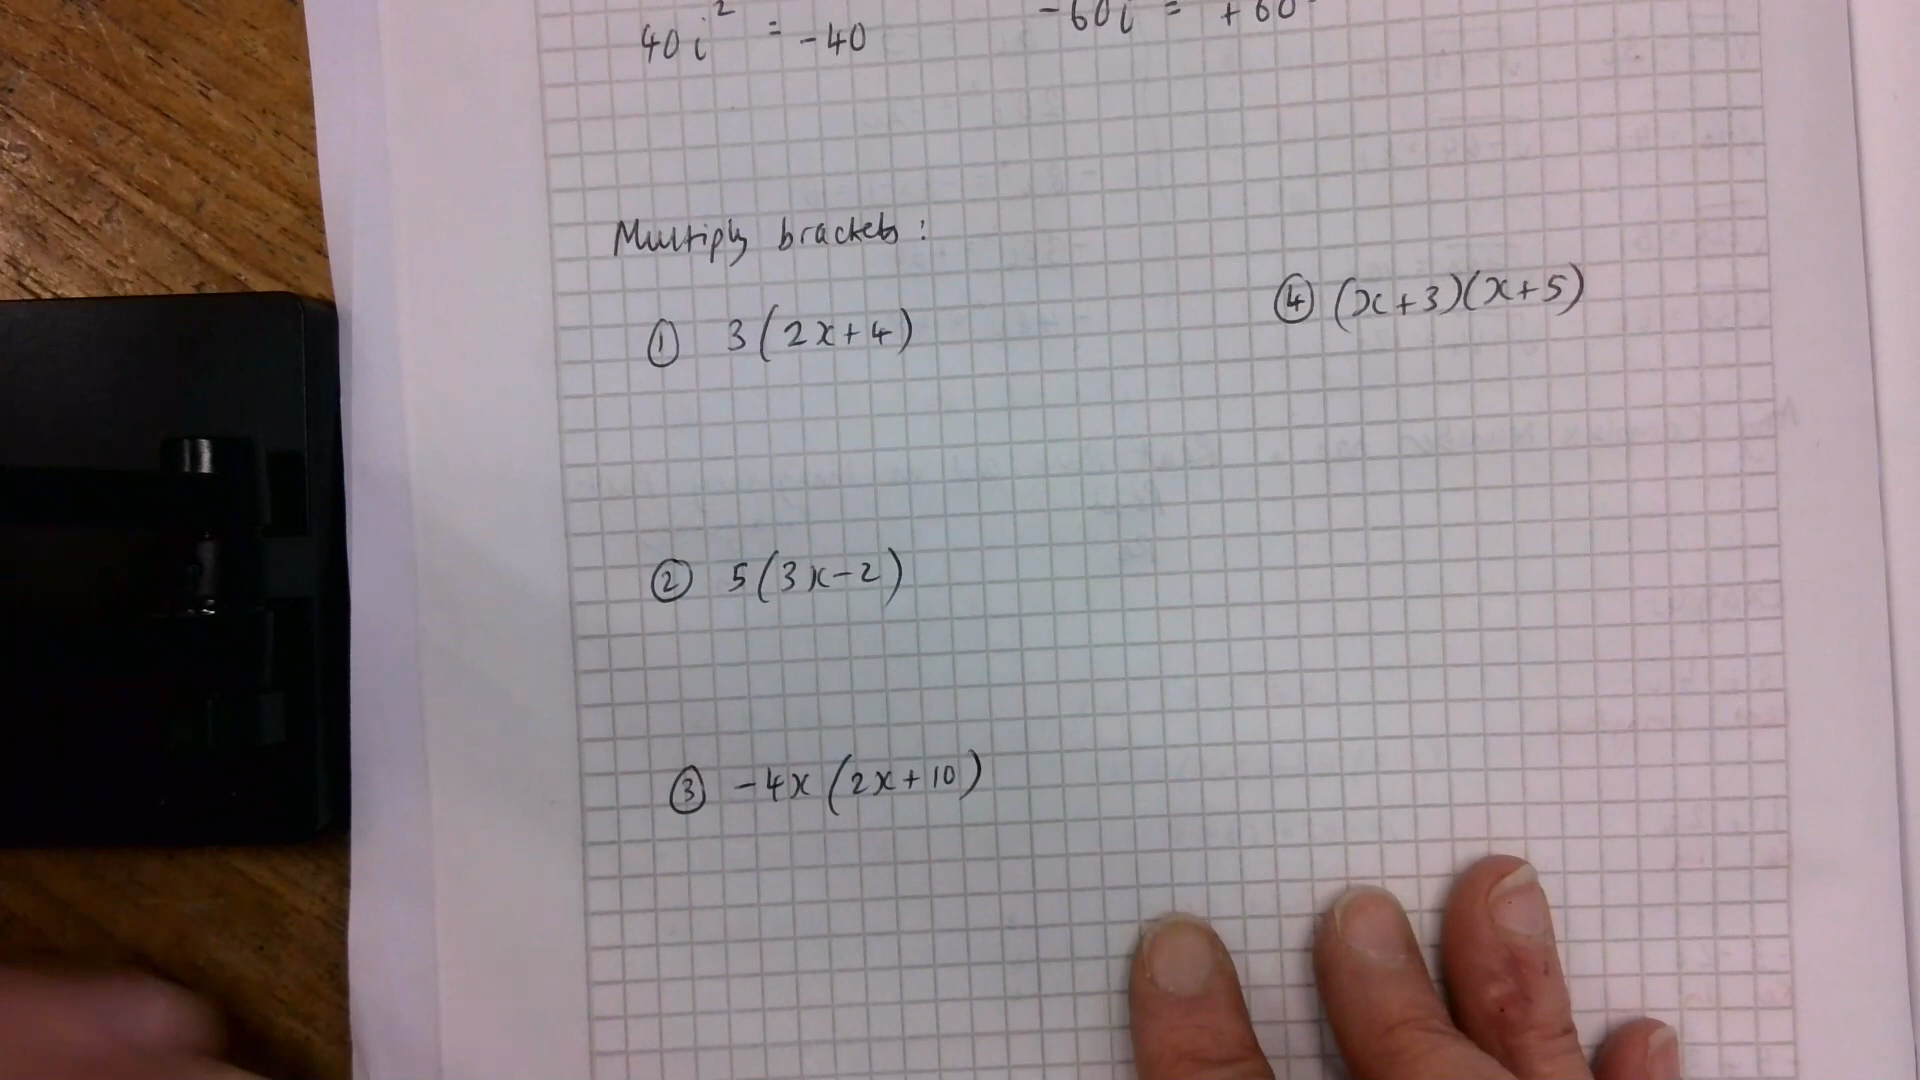 40i² = -40
-60i = +60
Multiply brackets :
① 3(2x+4)
② 5(3x-2)
③ -4x(2x+10)
④ (x+3)(x+5)